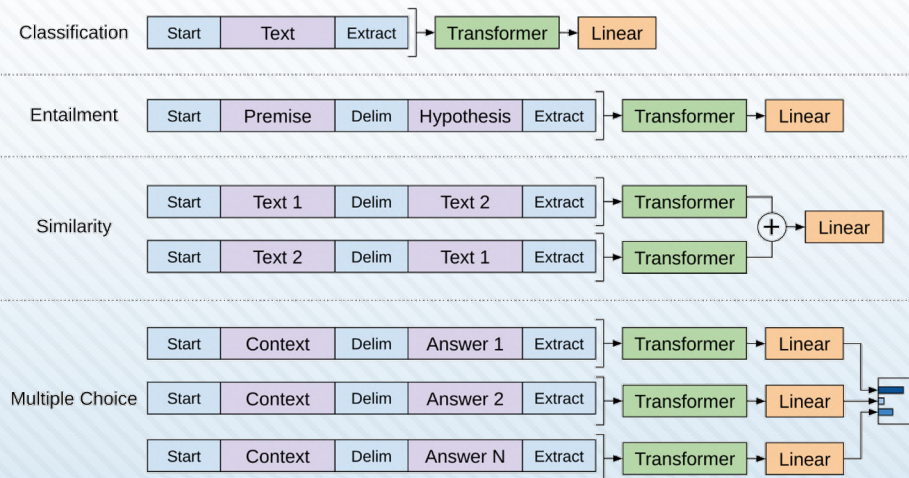 Classification Start Text Extract Transformer Linear
Entailment Start Premise Delim Hypothesis Extract Transformer Linear
Start Text 1 Delim Text 2 Extract Transformer
Similarity + Linear
Start Text 2 Delim Text 1 Extract Transformer
Start Context Delim Answer 1 Extract Transformer Linear
Multiple Choice Start Context Delim Answer 2 Extract Transformer Linear
Start Context Delim Answer N Extract Transformer Linear